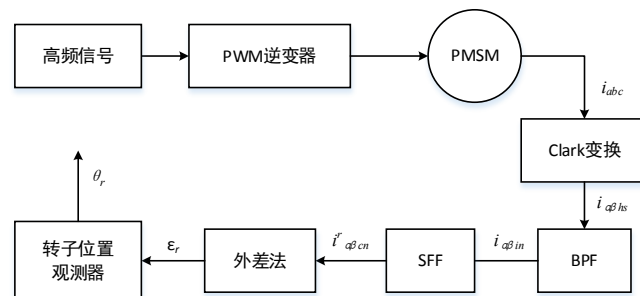 高频信号
PWM逆变器
PMSM
i_abc
Clark变换
i_αβhs
BPF
i_αβin
SFF
i^r_αβcn
外差法
ε_r
转子位置
观测器
θ_r